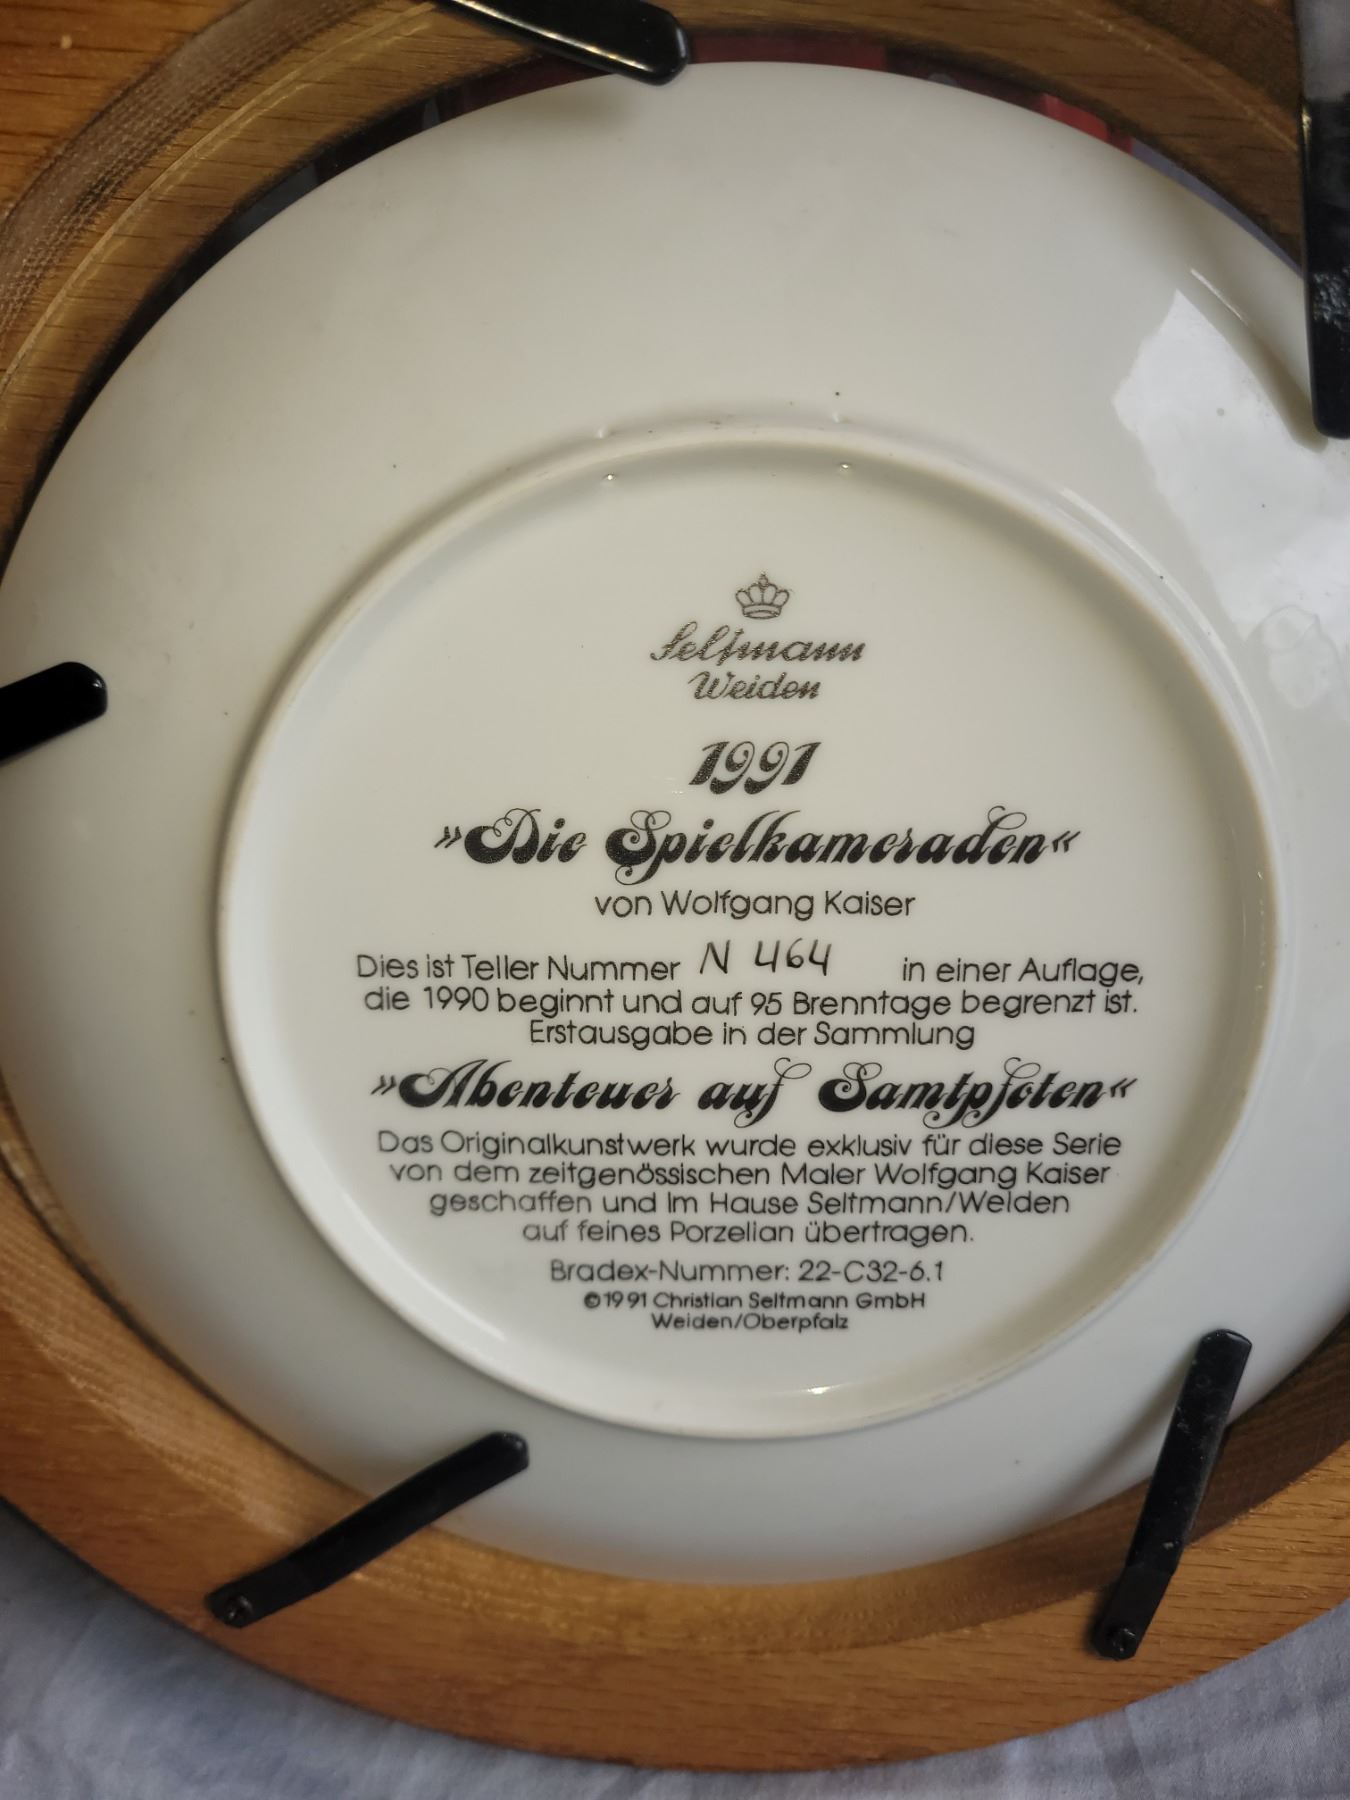 Seltmann
Weiden
1991
»Die Spielkameraden«
von Wolfgang Kaiser
Dies ist Teller Nummer N 464 in einer Auflage,
die 1990 beginnt und auf 95 Brenntage begrenzt ist.
Erstausgabe in der Sammlung
»Abenteuer auf Samtpfoten«
Das Originalkunstwerk wurde exklusiv für diese Serie
von dem zeitgenössischen Maler Wolfgang Kaiser
geschaffen und im Hause Seltmann/Weiden
auf feines Porzellan übertragen.
Bradex-Nummer: 22-C32-6.1
©1991 Christian Seltmann GmbH
Weiden/Oberpfalz